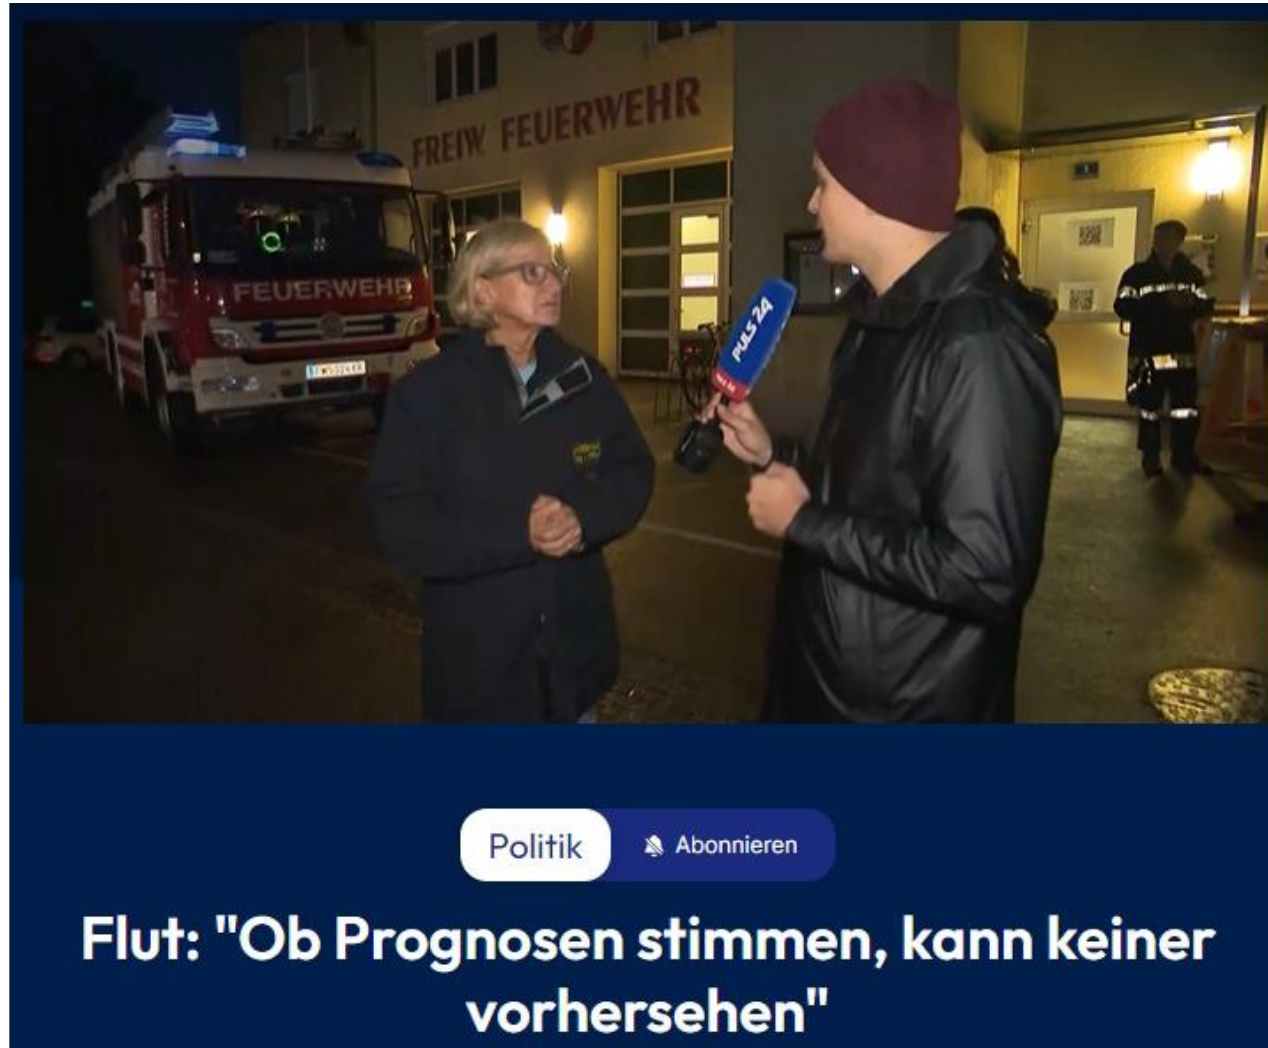 FREIW. FEUERWEHR
FEUERWEHR
PULS 24
Politik
Abonnieren
Flut: "Ob Prognosen stimmen, kann keiner
vorhersehen"